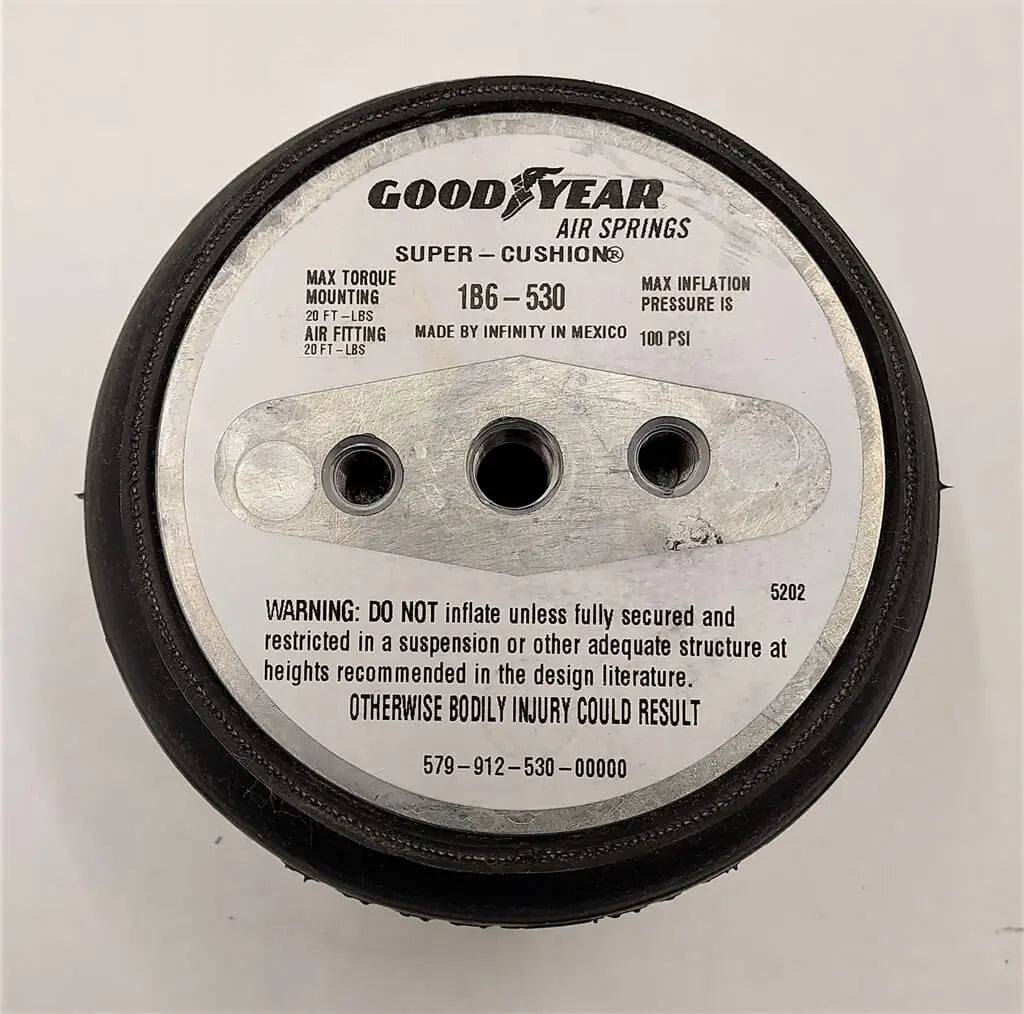 GOOD YEAR
AIR SPRINGS
SUPER – CUSHION®
MAX TORQUE
MOUNTING
20 FT – LBS
AIR FITTING
20 FT – LBS
1B6 – 530
MADE BY INFINITY IN MEXICO
MAX INFLATION
PRESSURE IS
100 PSI
5202
WARNING: DO NOT inflate unless fully secured and
restricted in a suspension or other adequate structure at
heights recommended in the design literature.
OTHERWISE BODILY INJURY COULD RESULT
579 – 912 – 530 – 00000